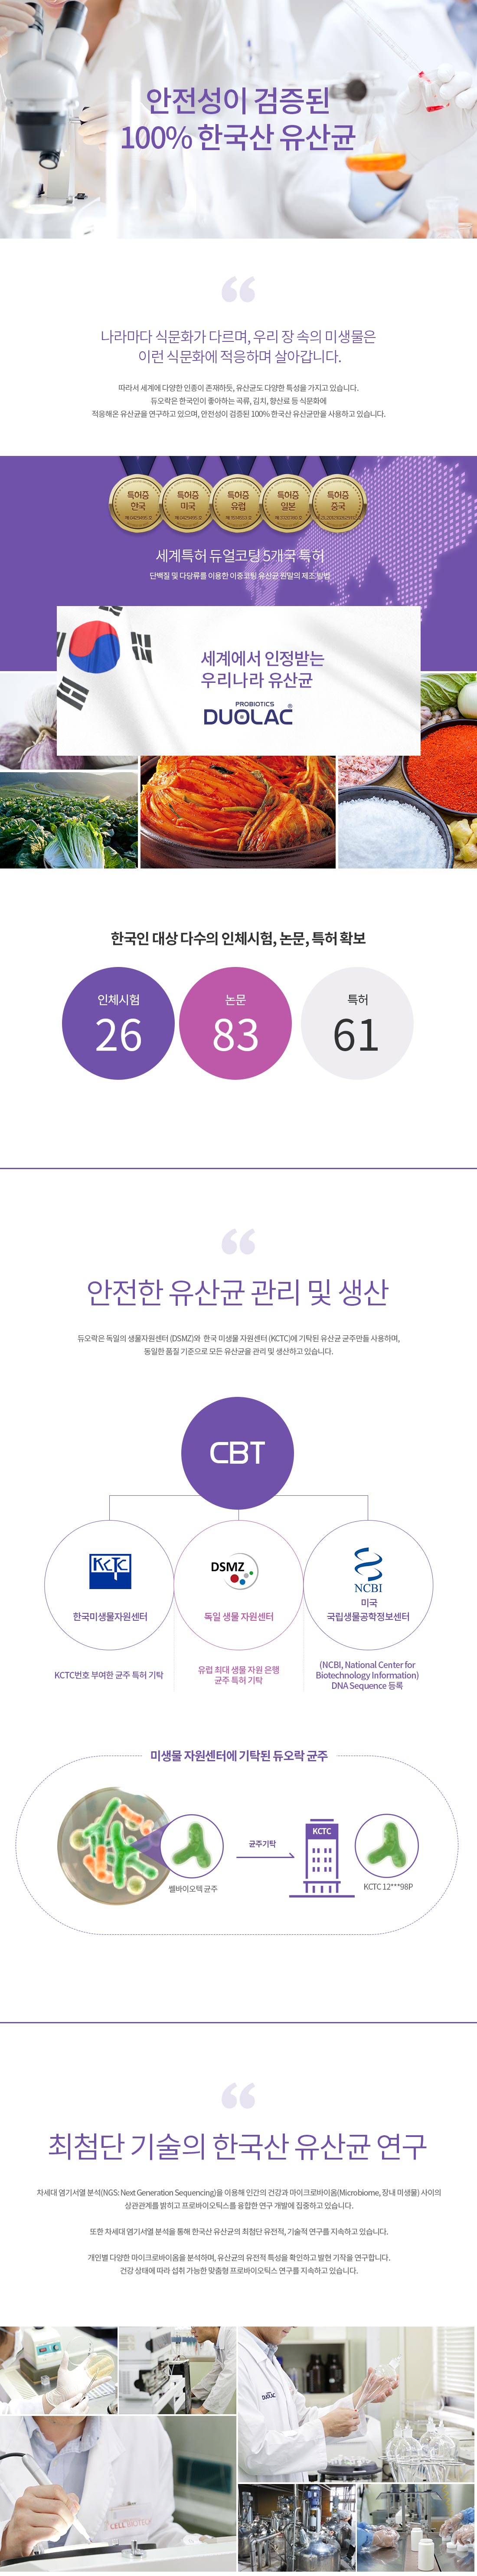 안전성이 검증된
100% 한국산 유산균
나라마다 식문화가 다르며, 우리 장 속의 미생물은
이런 식문화에 적응하며 살아갑니다.
따라서 세계에 다양한 인종이 존재하듯, 유산균도 다양한 특성을 가지고 있습니다.
듀오락은 한국인이 좋아하는 곡류, 김치, 향신료 등 식문화에
적응해온 유산균을 연구하고 있으며, 안전성이 검증된 100% 한국산 유산균만을 사용하고 있습니다.
특허증 한국
특허증 미국
특허증 유럽
특허증 일본
특허증 중국
세계특허 듀얼코팅 5개국 특허
단백질 및 다당류를 이용한 이중코팅 유산균 원말의 제조 방법
세계에서 인정받는
우리나라 유산균
PROBIOTICS
DUOLAC®
한국인 대상 다수의 인체시험, 논문, 특허 확보
인체시험 논문 특허
26 83 61
안전한 유산균 관리 및 생산
듀오락은 독일의 생물자원센터 (DSMZ)와 한국 미생물 자원센터 (KCTC)에 기탁된 유산균 균주만들 사용하며,
동일한 품질 기준으로 모든 유산균을 관리 및 생산하고 있습니다.
CBT
KCTC
한국미생물자원센터
DSMZ
독일 생물 자원센터
NCBI
미국
국립생물공학정보센터
KCTC번호 부여한 균주 특허 기탁
유럽 최대 생물 자원 은행
균주 특허 기탁
(NCBI, National Center for
Biotechnology Information)
DNA Sequence 등록
미생물 자원센터에 기탁된 듀오락 균주
균주기탁
KCTC
쎌바이오텍 균주
KCTC 12***98P
최첨단 기술의 한국산 유산균 연구
차세대 염기서열 분석(NGS: Next Generation Sequencing)을 이용해 인간의 건강과 마이크로바이옴(Microbiome, 장내 미생물) 사이의
상관관계를 밝히고 프로바이오틱스를 융합한 연구 개발에 집중하고 있습니다.
또한 차세대 염기서열 분석을 통해 한국산 유산균의 최첨단 유전적, 기술적 연구를 지속하고 있습니다.
개인별 다양한 마이크로바이옴을 분석하며, 유산균의 유전적 특성을 확인하고 발현 기작을 연구합니다.
건강 상태에 따라 섭취 가능한 맞춤형 프로바이오틱스 연구를 지속하고 있습니다.
DUOLAC
CELL BIOTECH